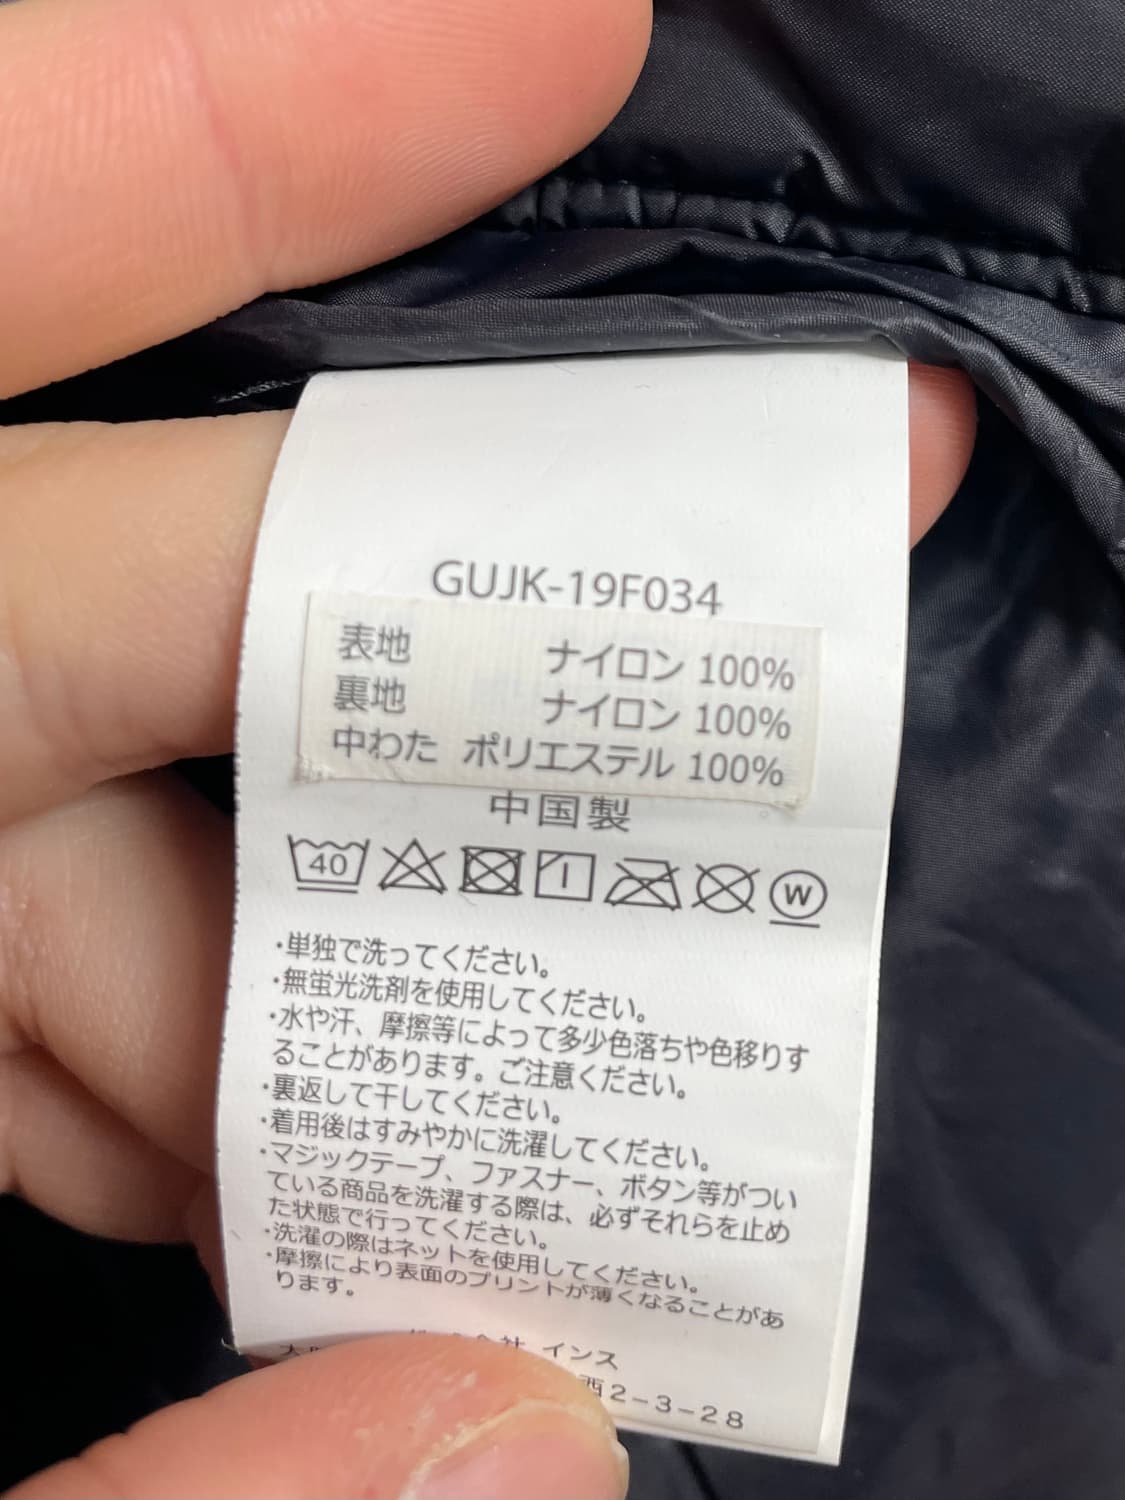 GUJK-19F034
表地 ナイロン 100%
裏地 ナイロン 100%
中わた ポリエステル 100%
中国製
40
W
・単独で洗ってください。
・無蛍光洗剤を使用してください。
・水や汗、摩擦等によって多少色落ちや色移りす
ることがあります。ご注意ください。
・裏返して干してください。
・着用後はすみやかに洗濯してください。
・マジックテープ、ファスナー、ボタン等がつい
ている商品を洗濯する際は、必ずそれらを止め
た状態で行ってください。
・洗濯の際はネットを使用してください。
・摩擦により表面のプリントが薄くなることがあ
ります。
会社 インス
西2-3-28